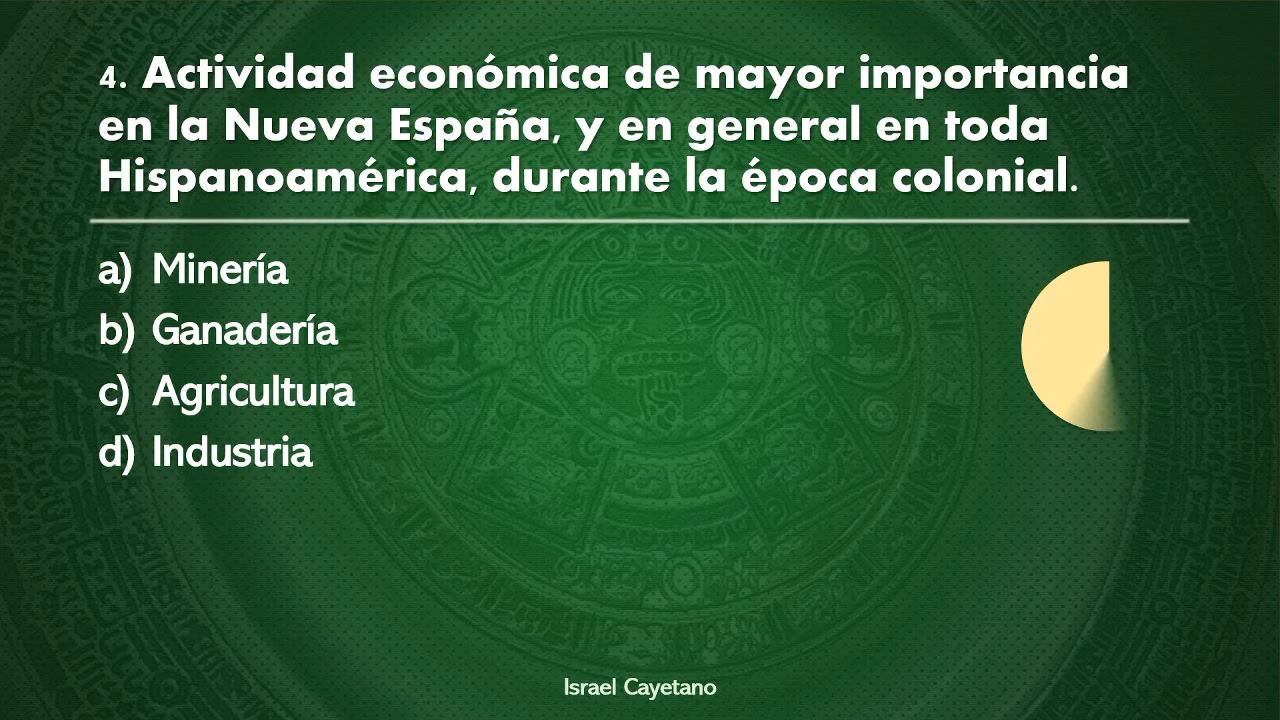 4. Actividad económica de mayor importancia
en la Nueva España, y en general en toda
Hispanoamérica, durante la época colonial.
a) Minería
b) Ganadería
c) Agricultura
d) Industria
Israel Cayetano